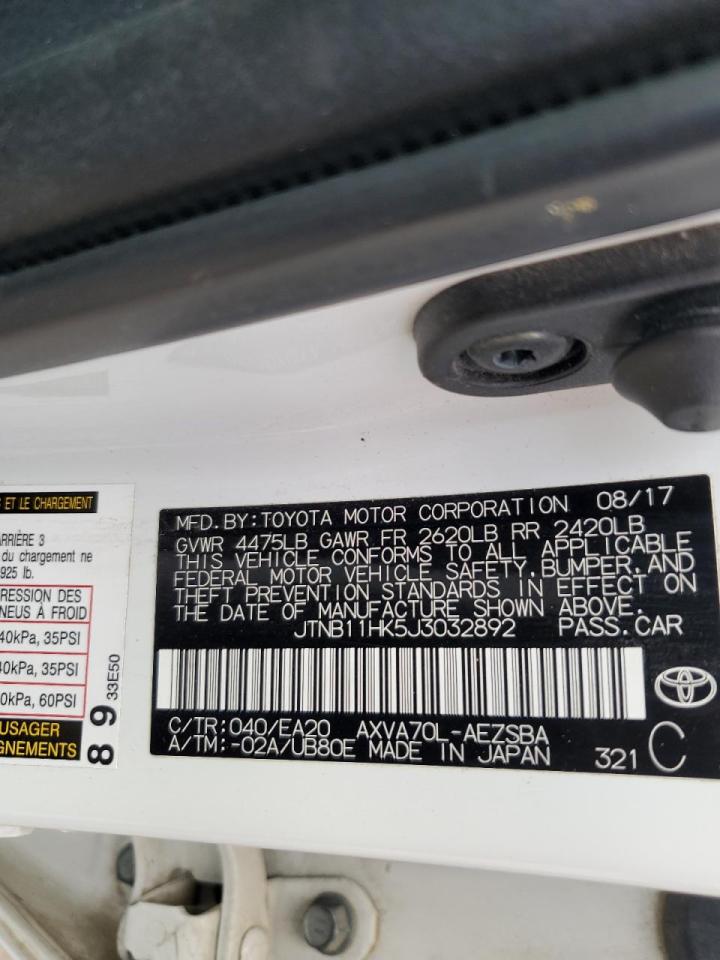 S ET LE CHARGEMENT
ARRIÈRE 3
du chargement ne
925 lb.
RESSION DES
NEUS À FROID
40kPa, 35PSI
40kPa, 35PSI
0kPa, 60PSI
USAGER
GNEMENTS
8 9 33E50
MFD. BY: TOYOTA MOTOR CORPORATION 08/17
GVWR 4475LB GAWR FR 2620LB RR 2420LB
THIS VEHICLE CONFORMS TO ALL APPLICABLE
FEDERAL MOTOR VEHICLE SAFETY, BUMPER, AND
THEFT PREVENTION STANDARDS IN EFFECT ON
THE DATE OF MANUFACTURE SHOWN ABOVE.
JTNB11HK5J3032892 PASS.CAR
C/TR: 040/EA20 AXVA70L-AEZSBA
A/TM: -02A/UB80E MADE IN JAPAN 321 C